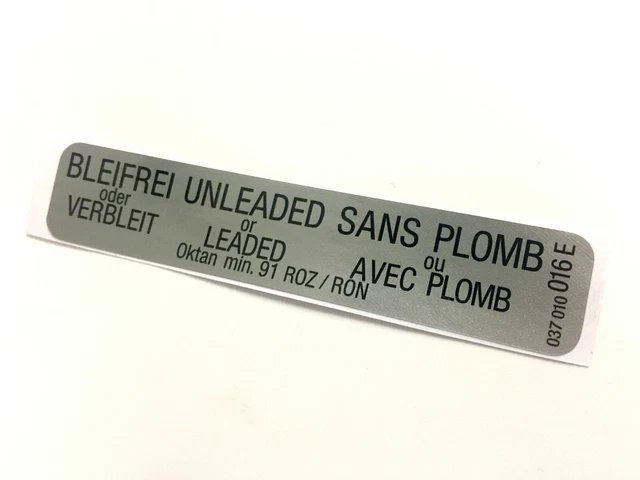 BLEIFREI UNLEADED SANS PLOMB
oder or ou
VERBLEIT LEADED AVEC PLOMB
Oktan min. 91 ROZ/RON
037 010 016 E